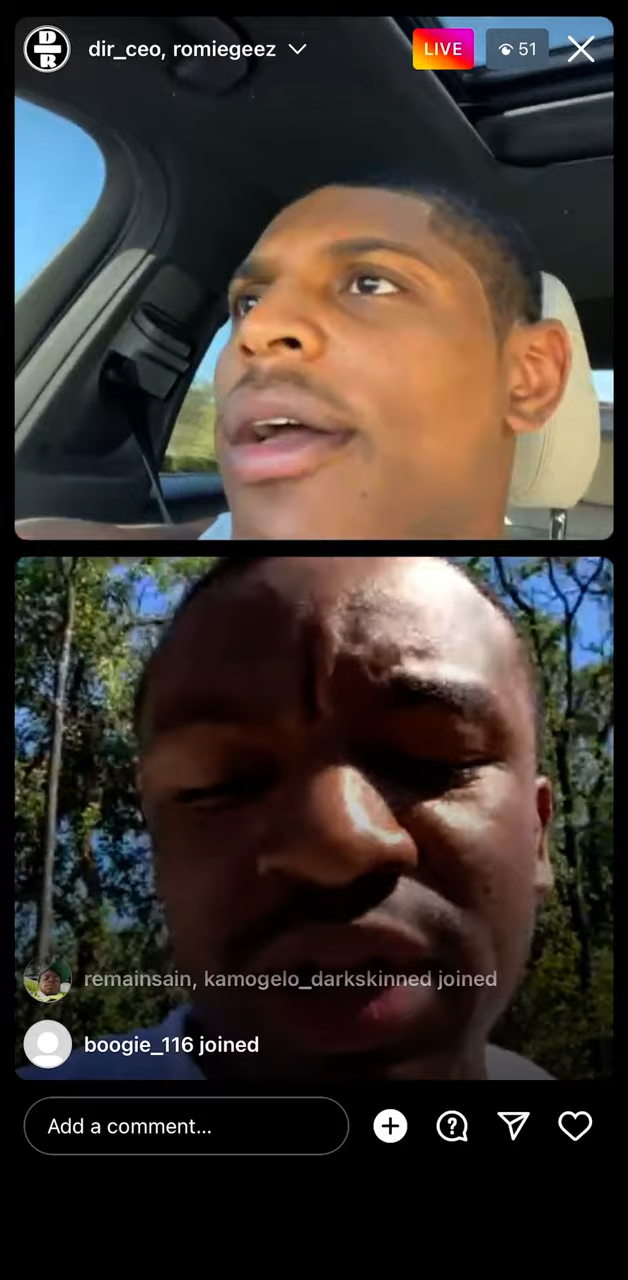 D
R
dir_ceo, romiegeez
LIVE
51
remainsain, kamogelo_darkskinned joined
boogie_116 joined
Add a comment...